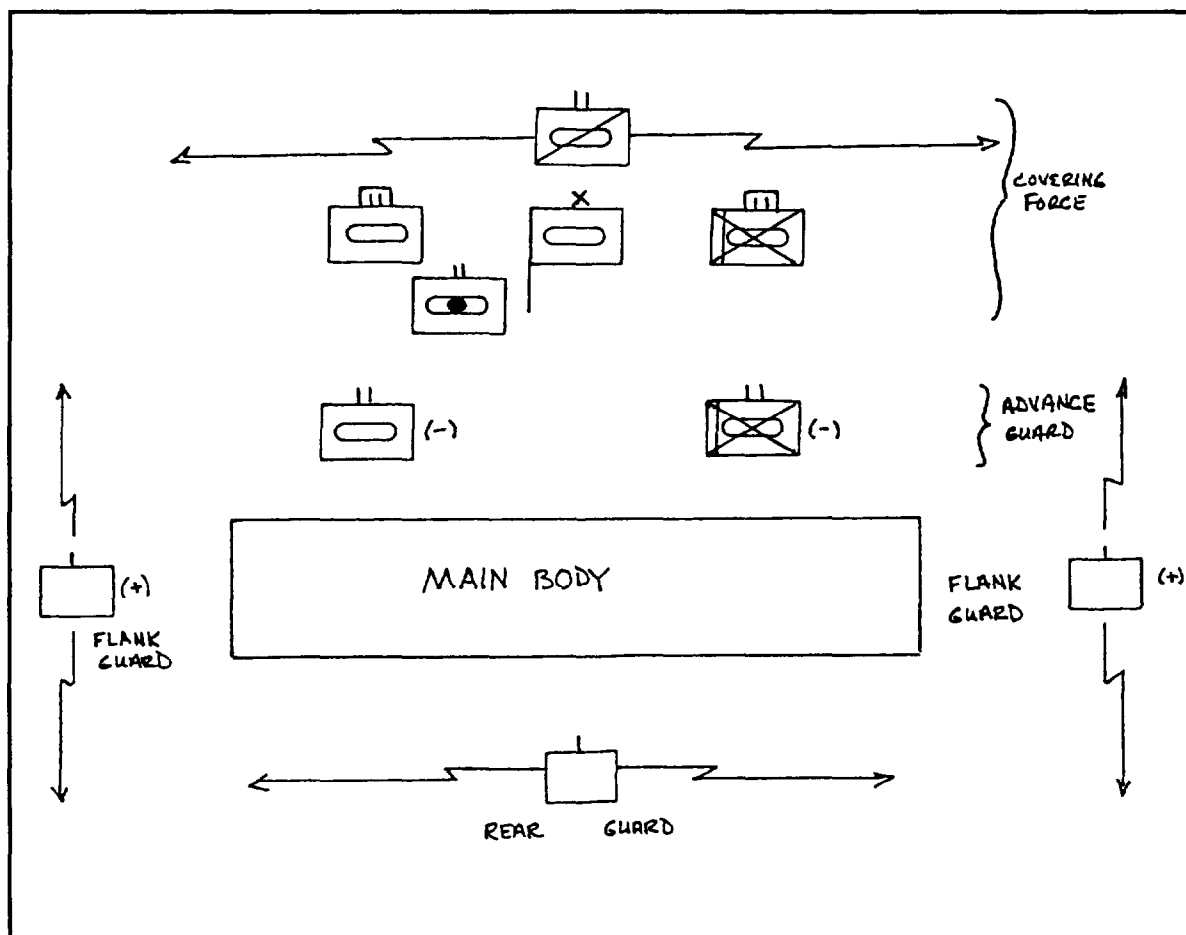 COVERING
FORCE
(-)
(-)
ADVANCE
GUARD
MAIN BODY
(+)
FLANK
GUARD
FLANK
GUARD
(+)
REAR GUARD